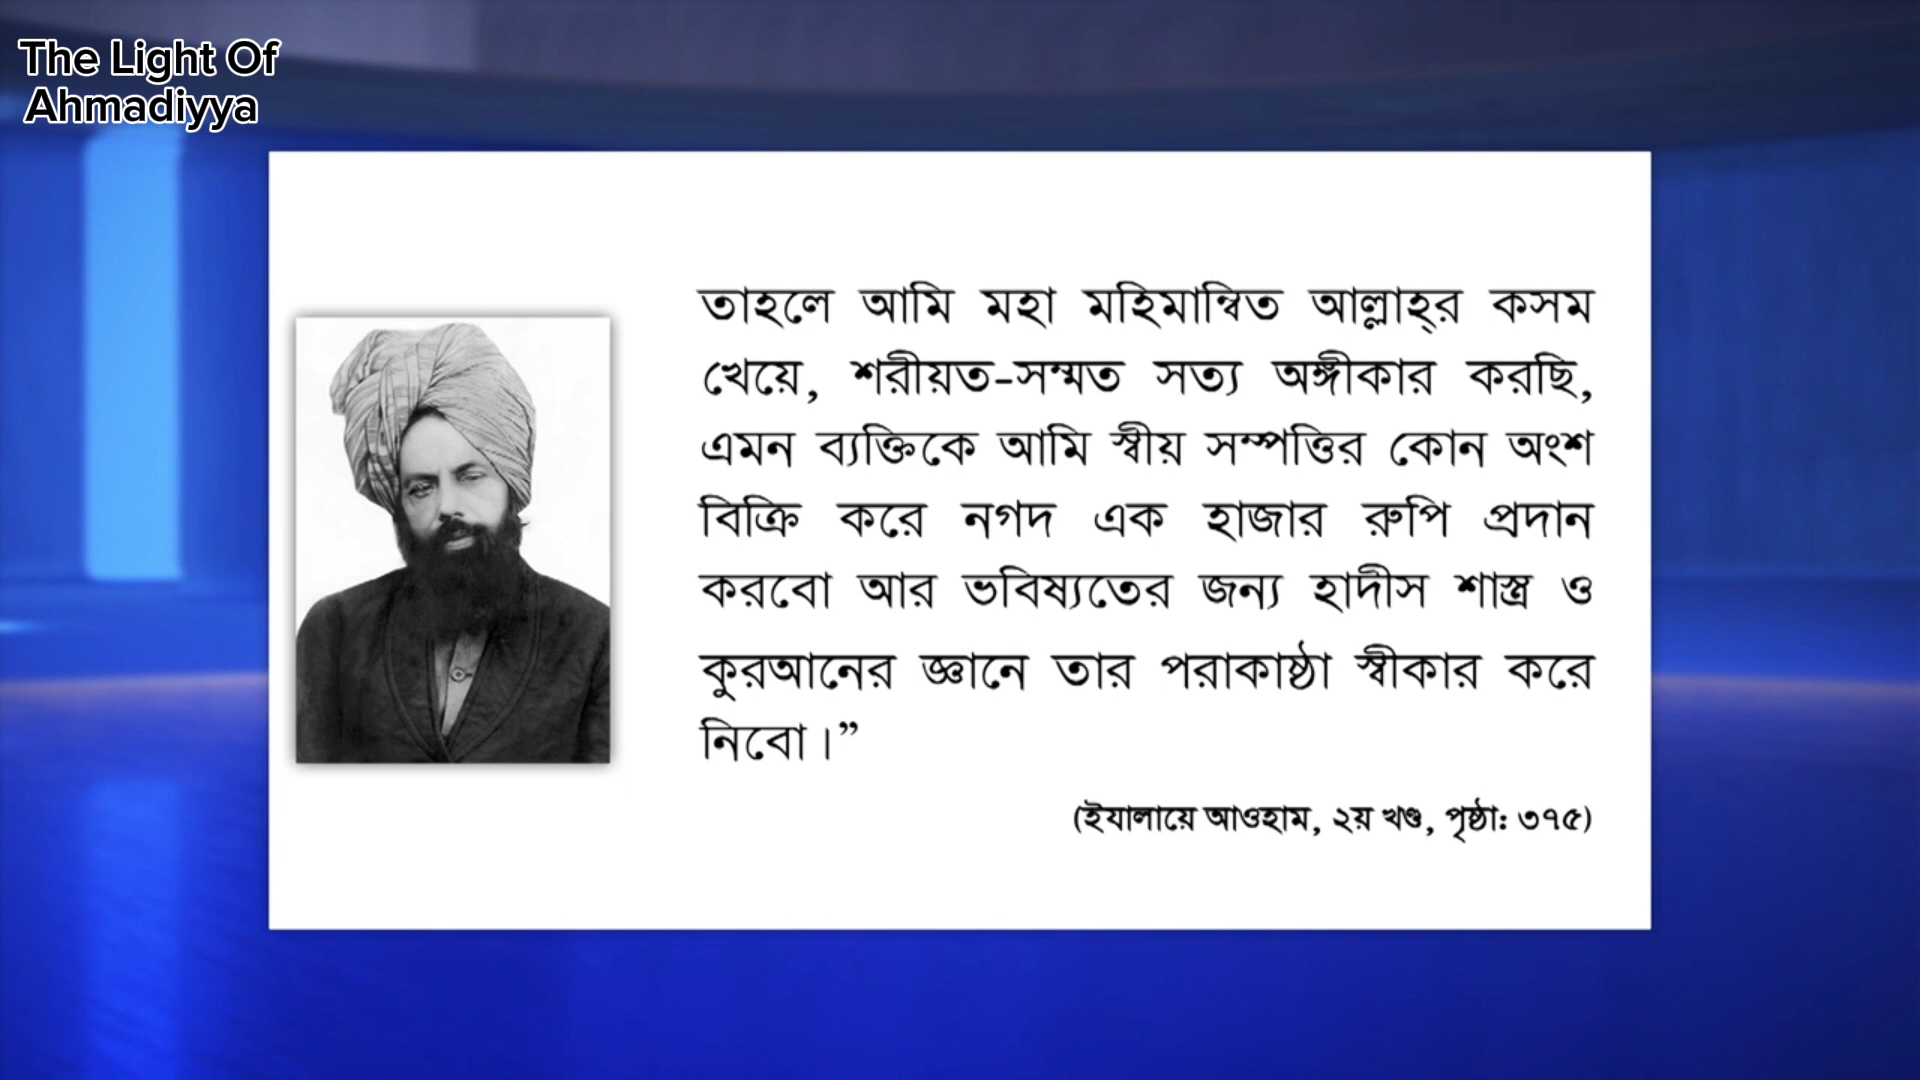 The Light Of
Ahmadiyya
তাহলে আমি মহা মহিমান্বিত আল্লাহ্‌র কসম
খেয়ে, শরীয়ত-সম্মত সত্য অঙ্গীকার করছি,
এমন ব্যক্তিকে আমি স্বীয় সম্পত্তির কোন অংশ
বিক্রি করে নগদ এক হাজার রুপি প্রদান
করবো আর ভবিষ্যতের জন্য হাদীস শাস্ত্র ও
কুরআনের জ্ঞানে তার পরাকাষ্ঠা স্বীকার করে
নিবো।”
(ইযালায়ে আওহাম, ২য় খণ্ড, পৃষ্ঠা: ৩৭৫)